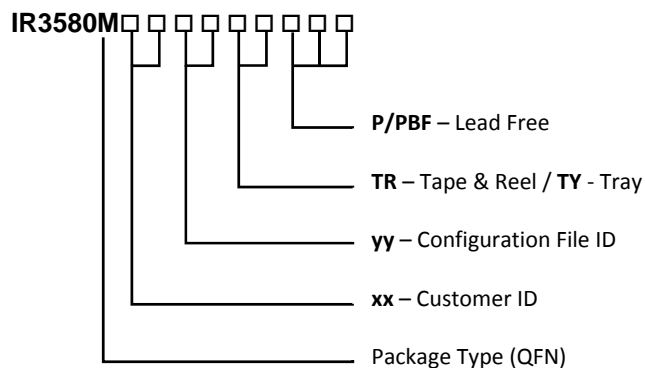 IR3580M□□□□□□□□□
P/PBF – Lead Free
TR – Tape & Reel / TY - Tray
yy – Configuration File ID
xx – Customer ID
Package Type (QFN)